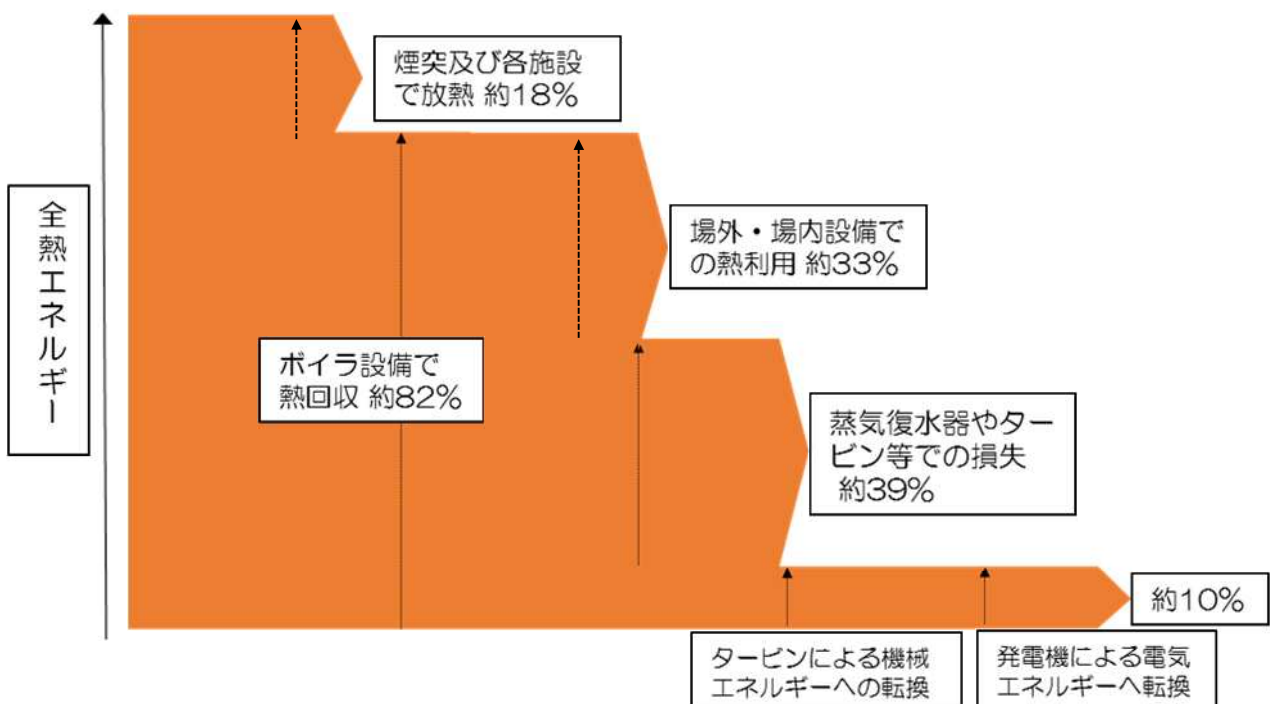 煙突及び各施設
で放熱 約18%
全熱エネルギー
場外・場内設備で
の熱利用 約33%
ボイラ設備で
熱回収 約82%
蒸気復水器やター
ビン等での損失
約39%
約10%
タービンによる機械
エネルギーへの転換
発電機による電気
エネルギーへ転換